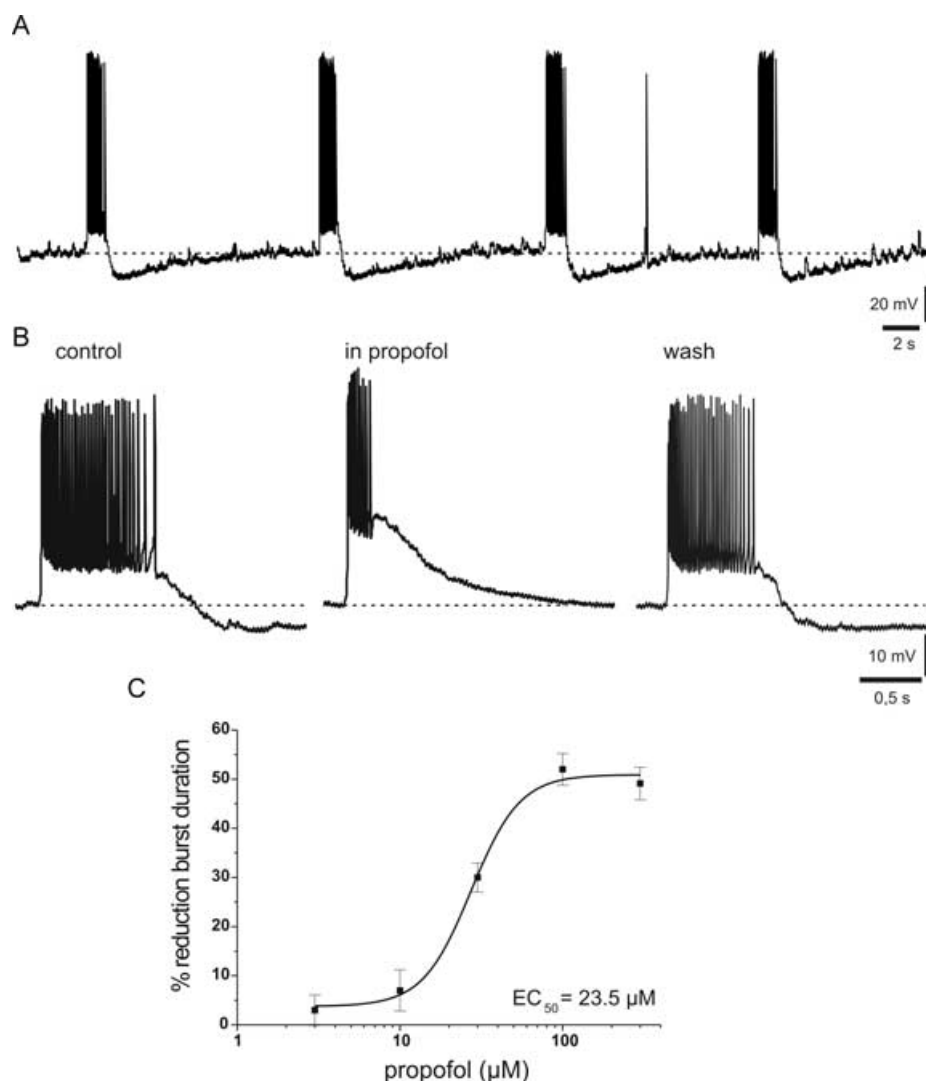 A
20 mV
2 s
B
control
in propofol
wash
10 mV
0,5 s
C
60
50
40
30
20
10
0
% reduction burst duration
EC50 = 23.5 µM
1
10
100
propofol (µM)